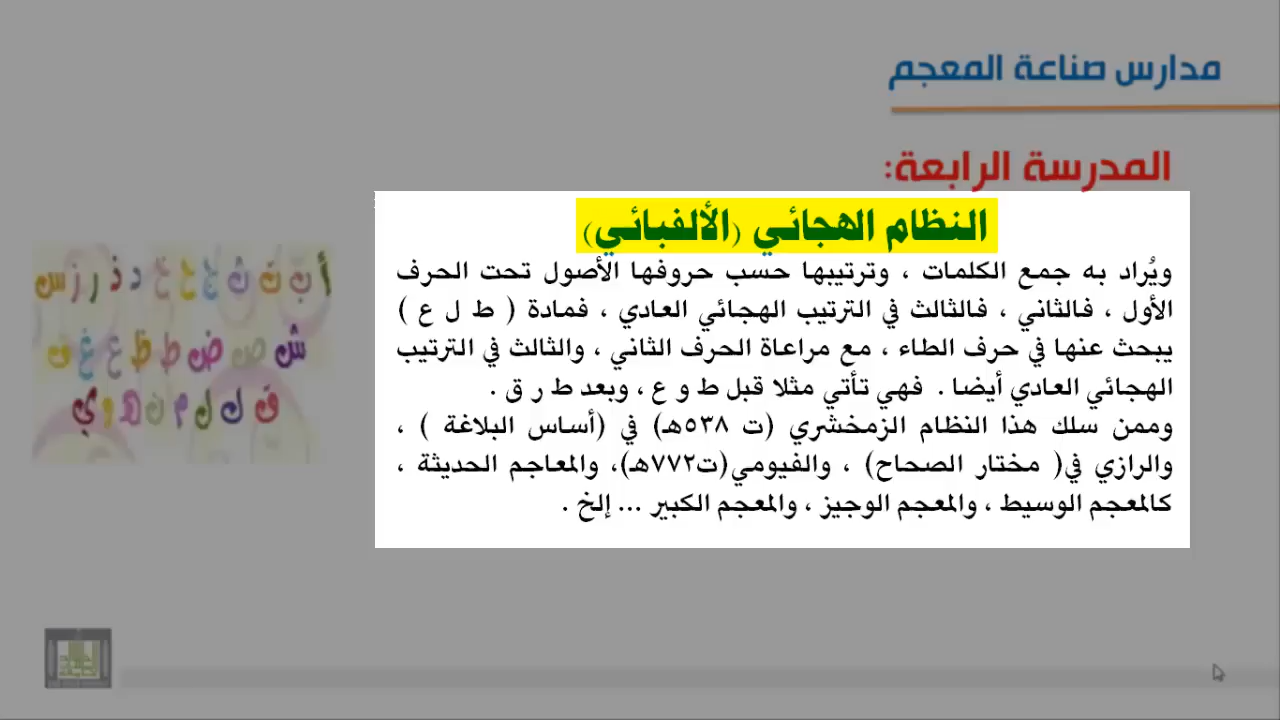 مدارس صناعة المعجم
المدرسة الرابعة:
النظام الهجائي (الألفبائي)
ويُراد به جمع الكلمات ، وترتيبها حسب حروفها الأصول تحت الحرف
الأول ، فالثاني ، فالثالث في الترتيب الهجائي العادي ، فمادة ( ط ل ع )
يبحث عنها في حرف الطاء ، مع مراعاة الحرف الثاني ، والثالث في الترتيب
الهجائي العادي أيضا . فهي تأتي مثلا قبل ط و ع ، وبعد ط ر ق .
وممن سلك هذا النظام الزمخشري (ت ٥٣٨هـ) في (أساس البلاغة ) ،
والرازي في( مختار الصحاح) ، والفيومي(ت٧٧٢هـ)، والمعاجم الحديثة ،
كالمعجم الوسيط ، والمعجم الوجيز ، والمعجم الكبير ... إلخ .
أ ب ت ث ج ح خ د ذ ر ز س
ش ص ض ط ظ ع غ ف
ق ك ل م ن ه و ي